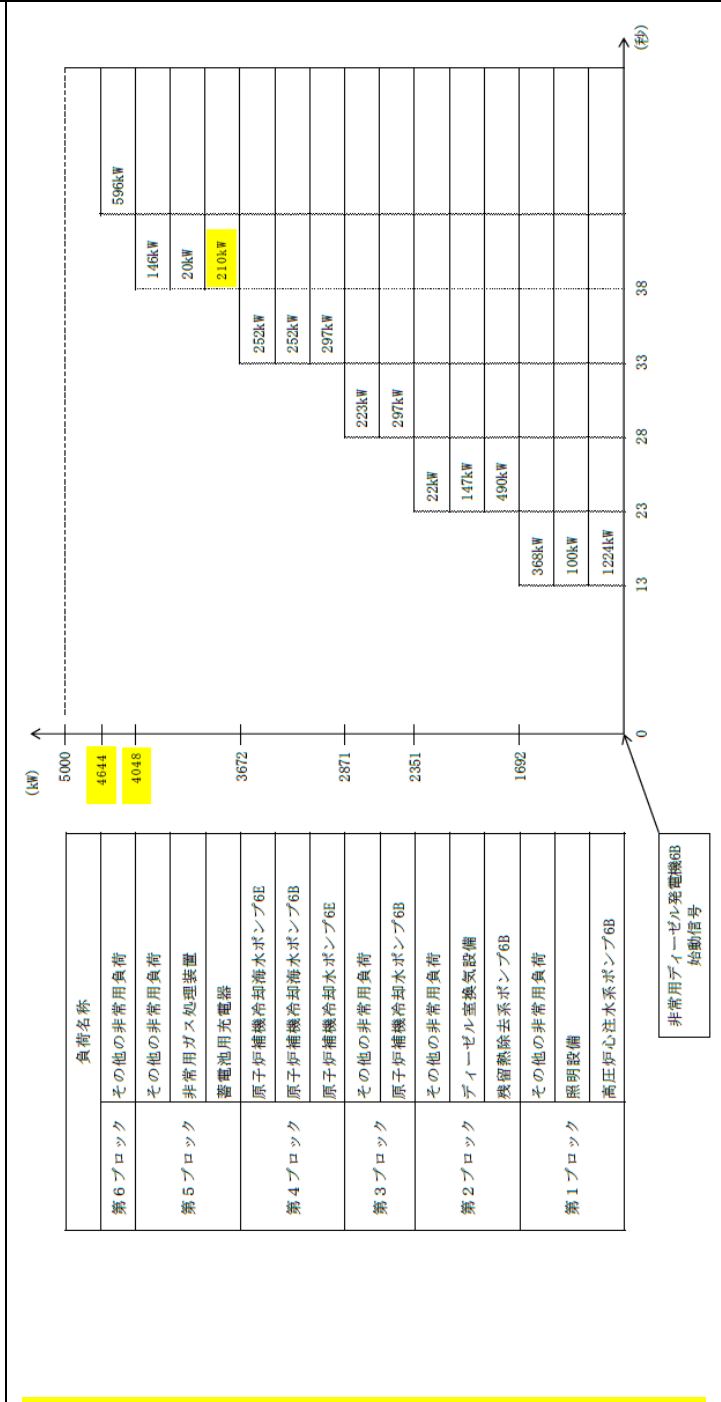 負荷名称
第６ブロック
その他の非常用負荷
第５ブロック
その他の非常用負荷
非常用ガス処理装置
蓄電池用充電器
第４ブロック
原子炉補機冷却海水ポンプ6E
原子炉補機冷却海水ポンプ6B
原子炉補機冷却水ポンプ6E
第３ブロック
その他の非常用負荷
原子炉補機冷却水ポンプ6B
第２ブロック
その他の非常用負荷
ディーゼル室換気設備
残留熱除去系ポンプ6B
第１ブロック
その他の非常用負荷
照明設備
高圧炉心注水系ポンプ6B
(kW)
5000
4644
4048
3672
2871
2351
1692
596kW
146kW
20kW
210kW
252kW
252kW
297kW
223kW
297kW
22kW
147kW
490kW
368kW
100kW
1224kW
0
13
23
28
33
38
(秒)
非常用ディーゼル発電機6B
始動信号